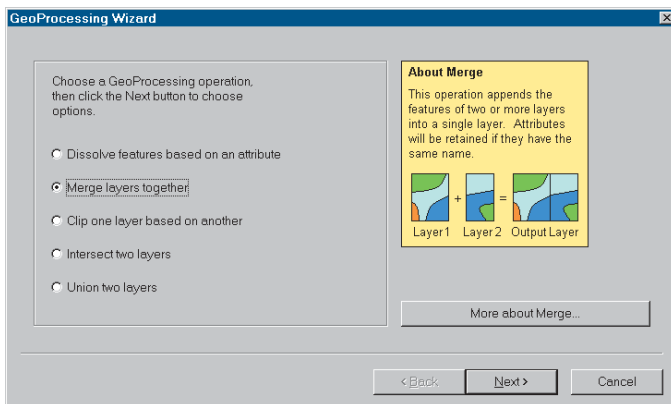 GeoProcessing Wizard
Choose a GeoProcessing operation,
then click the Next button to choose
options.
Dissolve features based on an attribute
Merge layers together
Clip one layer based on another
Intersect two layers
Union two layers
About Merge
This operation appends the
features of two or more layers
into a single layer. Attributes
will be retained if they have the
same name.
+ =
Layer1 Layer2 Output Layer
More about Merge...
< Back Next > Cancel